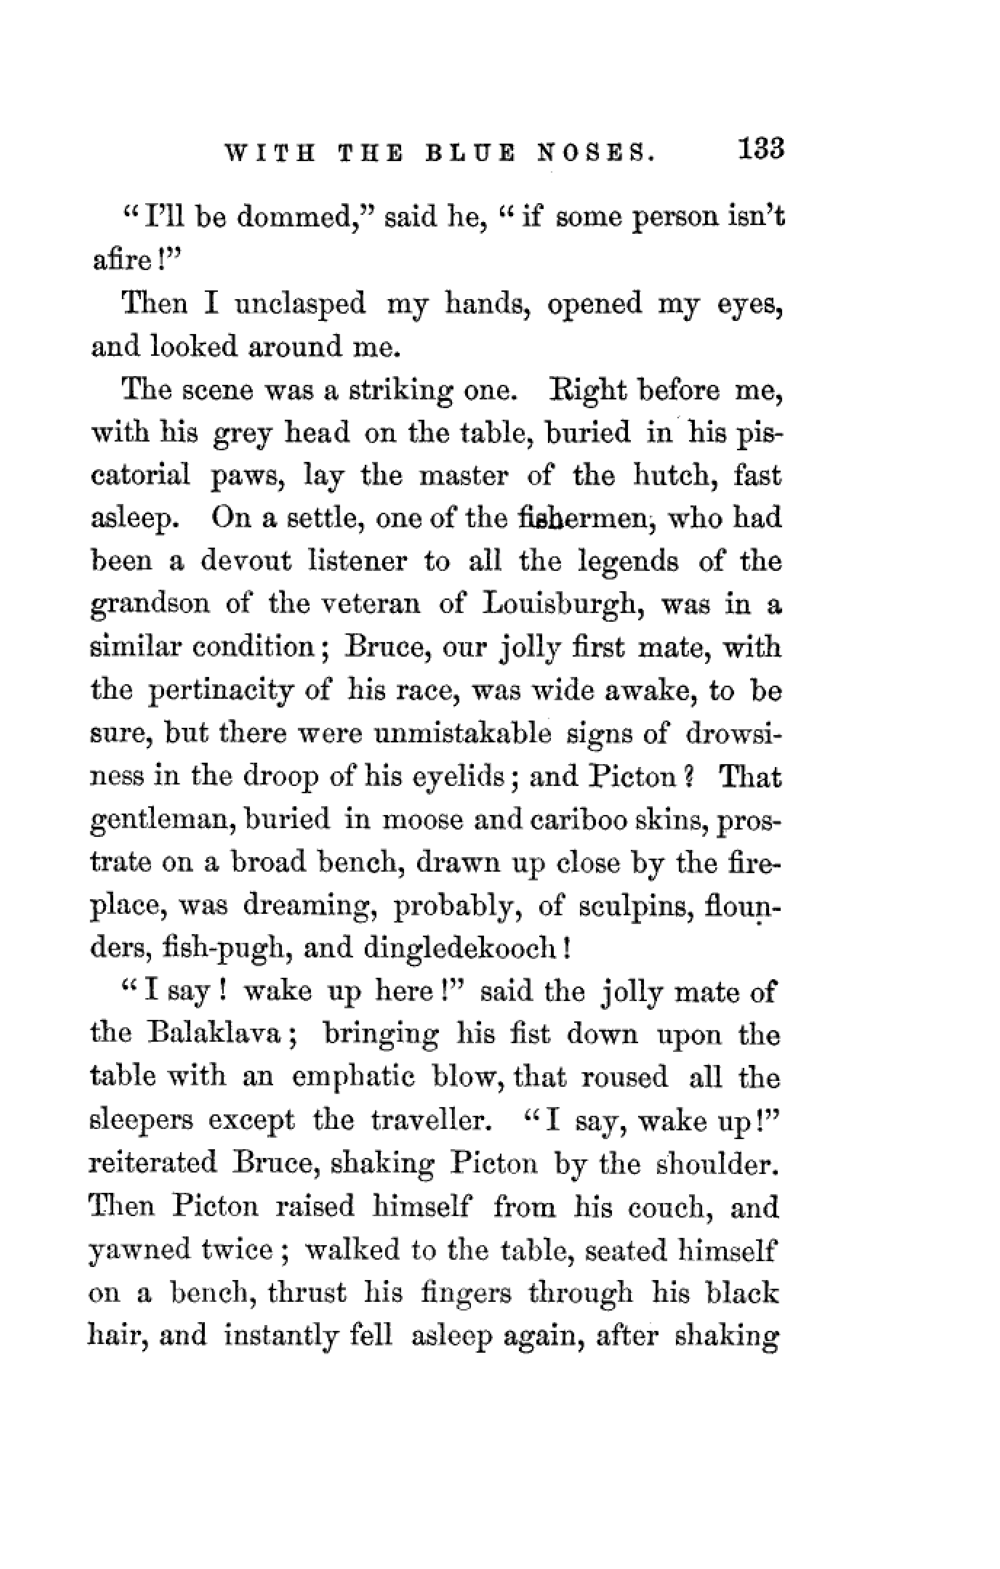 WITH THE BLUE NOSES. 133
“I’ll be dommed,” said he, “if some person isn’t
afire!”
Then I unclasped my hands, opened my eyes,
and looked around me.
The scene was a striking one. Right before me,
with his grey head on the table, buried in his pis-
catorial paws, lay the master of the hutch, fast
asleep. On a settle, one of the fishermen, who had
been a devout listener to all the legends of the
grandson of the veteran of Louisburgh, was in a
similar condition; Bruce, our jolly first mate, with
the pertinacity of his race, was wide awake, to be
sure, but there were unmistakable signs of drowsi-
ness in the droop of his eyelids; and Picton? That
gentleman, buried in moose and cariboo skins, pros-
trate on a broad bench, drawn up close by the fire-
place, was dreaming, probably, of sculpins, floun-
ders, fish-pugh, and dingledekooch!
“I say! wake up here!” said the jolly mate of
the Balaklava; bringing his fist down upon the
table with an emphatic blow, that roused all the
sleepers except the traveller. “I say, wake up!”
reiterated Bruce, shaking Picton by the shoulder.
Then Picton raised himself from his couch, and
yawned twice; walked to the table, seated himself
on a bench, thrust his fingers through his black
hair, and instantly fell asleep again, after shaking